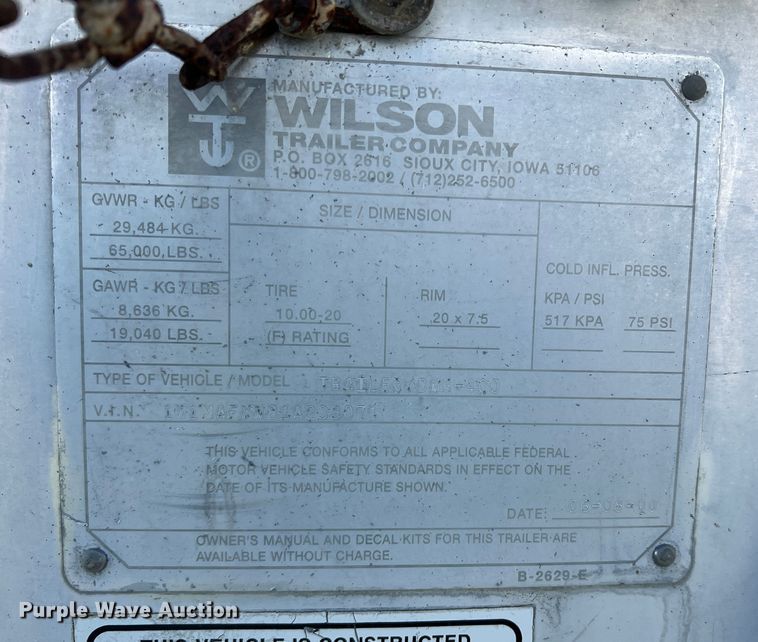 WT
®
MANUFACTURED BY:
WILSON
TRAILER COMPANY
P.O. BOX 2616 SIOUX CITY, IOWA 51106
1-800-798-2002 / (712)252-6500
GVWR - KG / LBS
29,484 KG.
65,000 LBS.
GAWR - KG / LBS
8,636 KG.
19,040 LBS.
SIZE / DIMENSION
TIRE
10.00-20
(F) RATING
RIM
20 x 7.5
COLD INFL. PRESS.
KPA / PSI
517 KPA 75 PSI
TYPE OF VEHICLE / MODEL
V.I.N.
THIS VEHICLE CONFORMS TO ALL APPLICABLE FEDERAL
MOTOR VEHICLE SAFETY STANDARDS IN EFFECT ON THE
DATE OF ITS MANUFACTURE SHOWN.
DATE:
OWNER'S MANUAL AND DECAL KITS FOR THIS TRAILER ARE
AVAILABLE WITHOUT CHARGE.
B-2629-E
Purple Wave Auction
THIS VEHICLE IS CONSTRUCTED